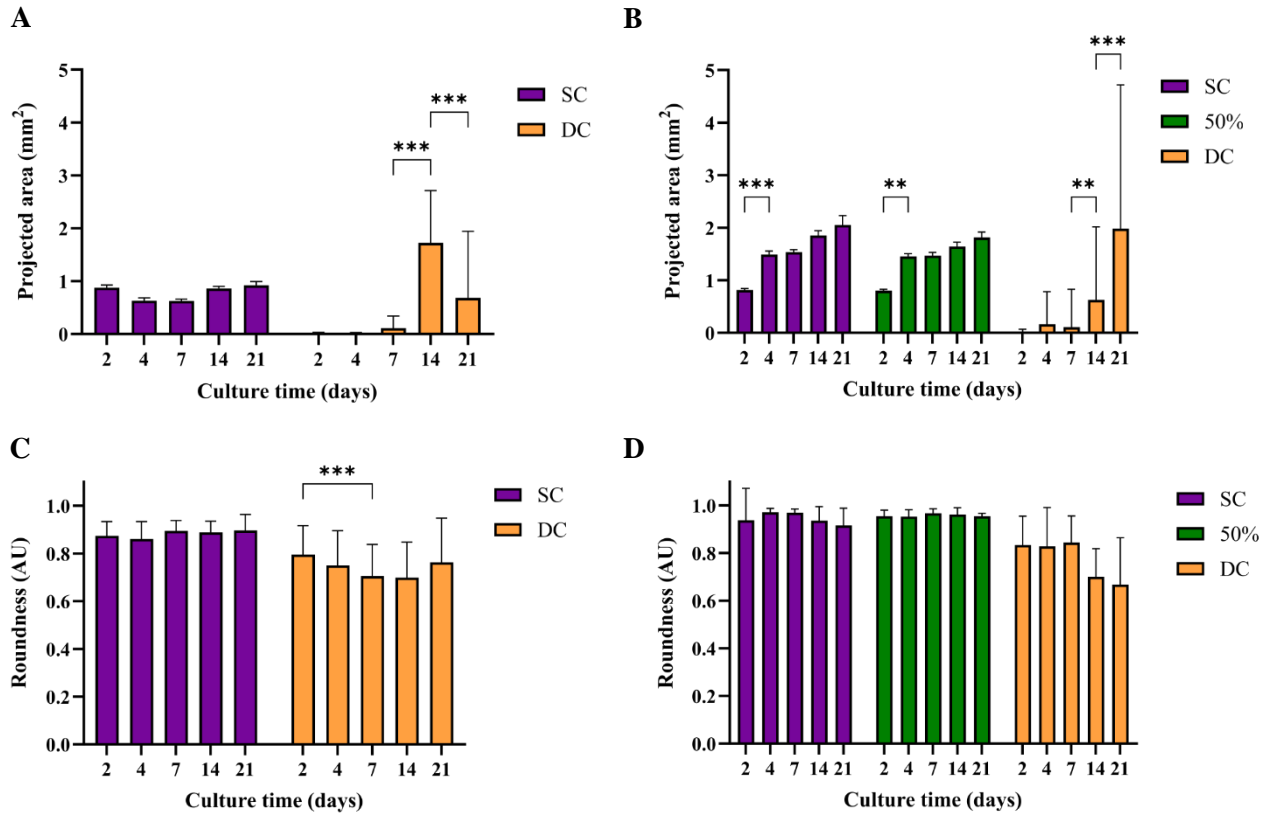 A
5
4
3
2
1
0
Projected area (mm2)
***
***
SC
DC
2 4 7 14 21 2 4 7 14 21
Culture time (days)
B
5
4
3
2
1
0
Projected area (mm2)
***
**
**
***
SC
50%
DC
2 4 7 14 21 2 4 7 14 21 2 4 7 14 21
Culture time (days)
C
1.0
0.8
0.6
0.4
0.2
0.0
Roundness (AU)
***
SC
DC
2 4 7 14 21 2 4 7 14 21
Culture time (days)
D
1.0
0.8
0.6
0.4
0.2
0.0
Roundness (AU)
SC
50%
DC
2 4 7 14 21 2 4 7 14 21 2 4 7 14 21
Culture time (days)